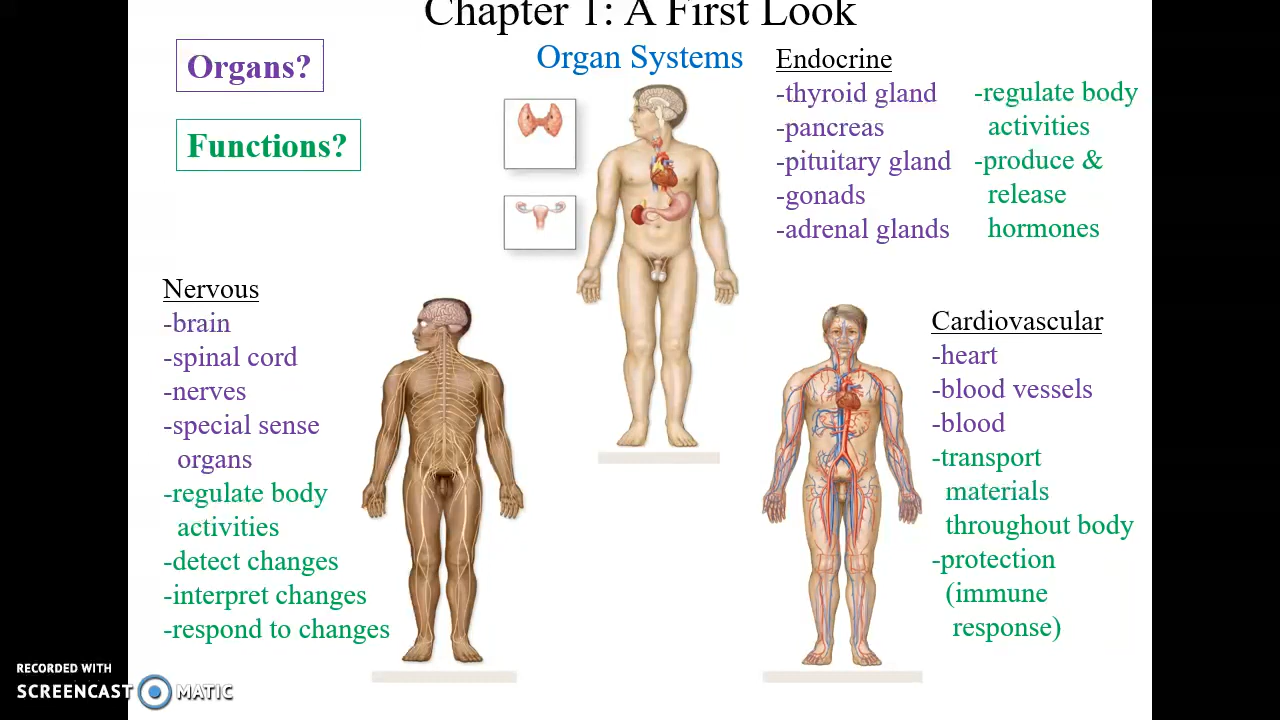 Chapter 1: A First Look
Organs?
Functions?
Organ Systems
Endocrine
-thyroid gland
-pancreas
-pituitary gland
-gonads
-adrenal glands
-regulate body
activities
-produce &
release
hormones
Nervous
-brain
-spinal cord
-nerves
-special sense
organs
-regulate body
activities
-detect changes
-interpret changes
-respond to changes
Cardiovascular
-heart
-blood vessels
-blood
-transport
materials
throughout body
-protection
(immune
response)
RECORDED WITH
SCREENCAST MATIC